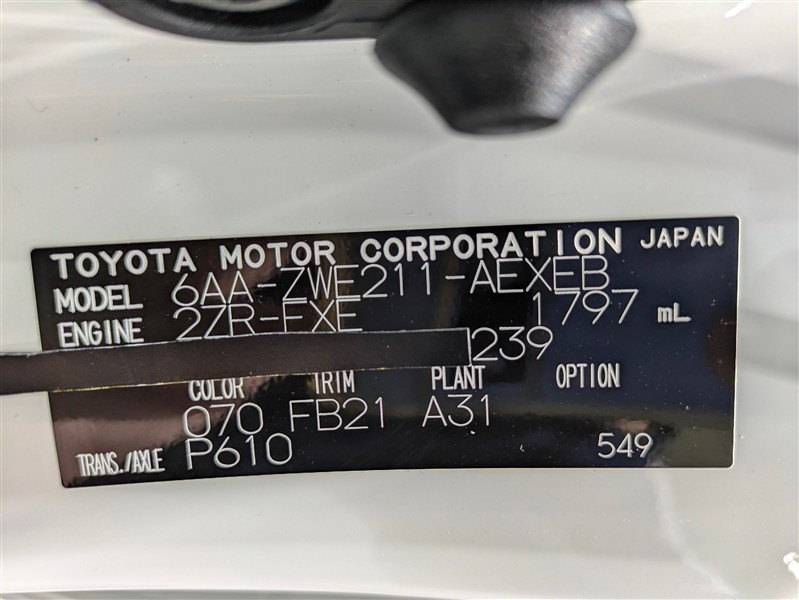 TOYOTA MOTOR CORPORATION JAPAN
MODEL 6AA-ZWE211-AEXEB
ENGINE 2ZR-FXE 1797 mL
239
COLOR TRIM PLANT OPTION
070 FB21 A31
TRANS./AXLE P610 549